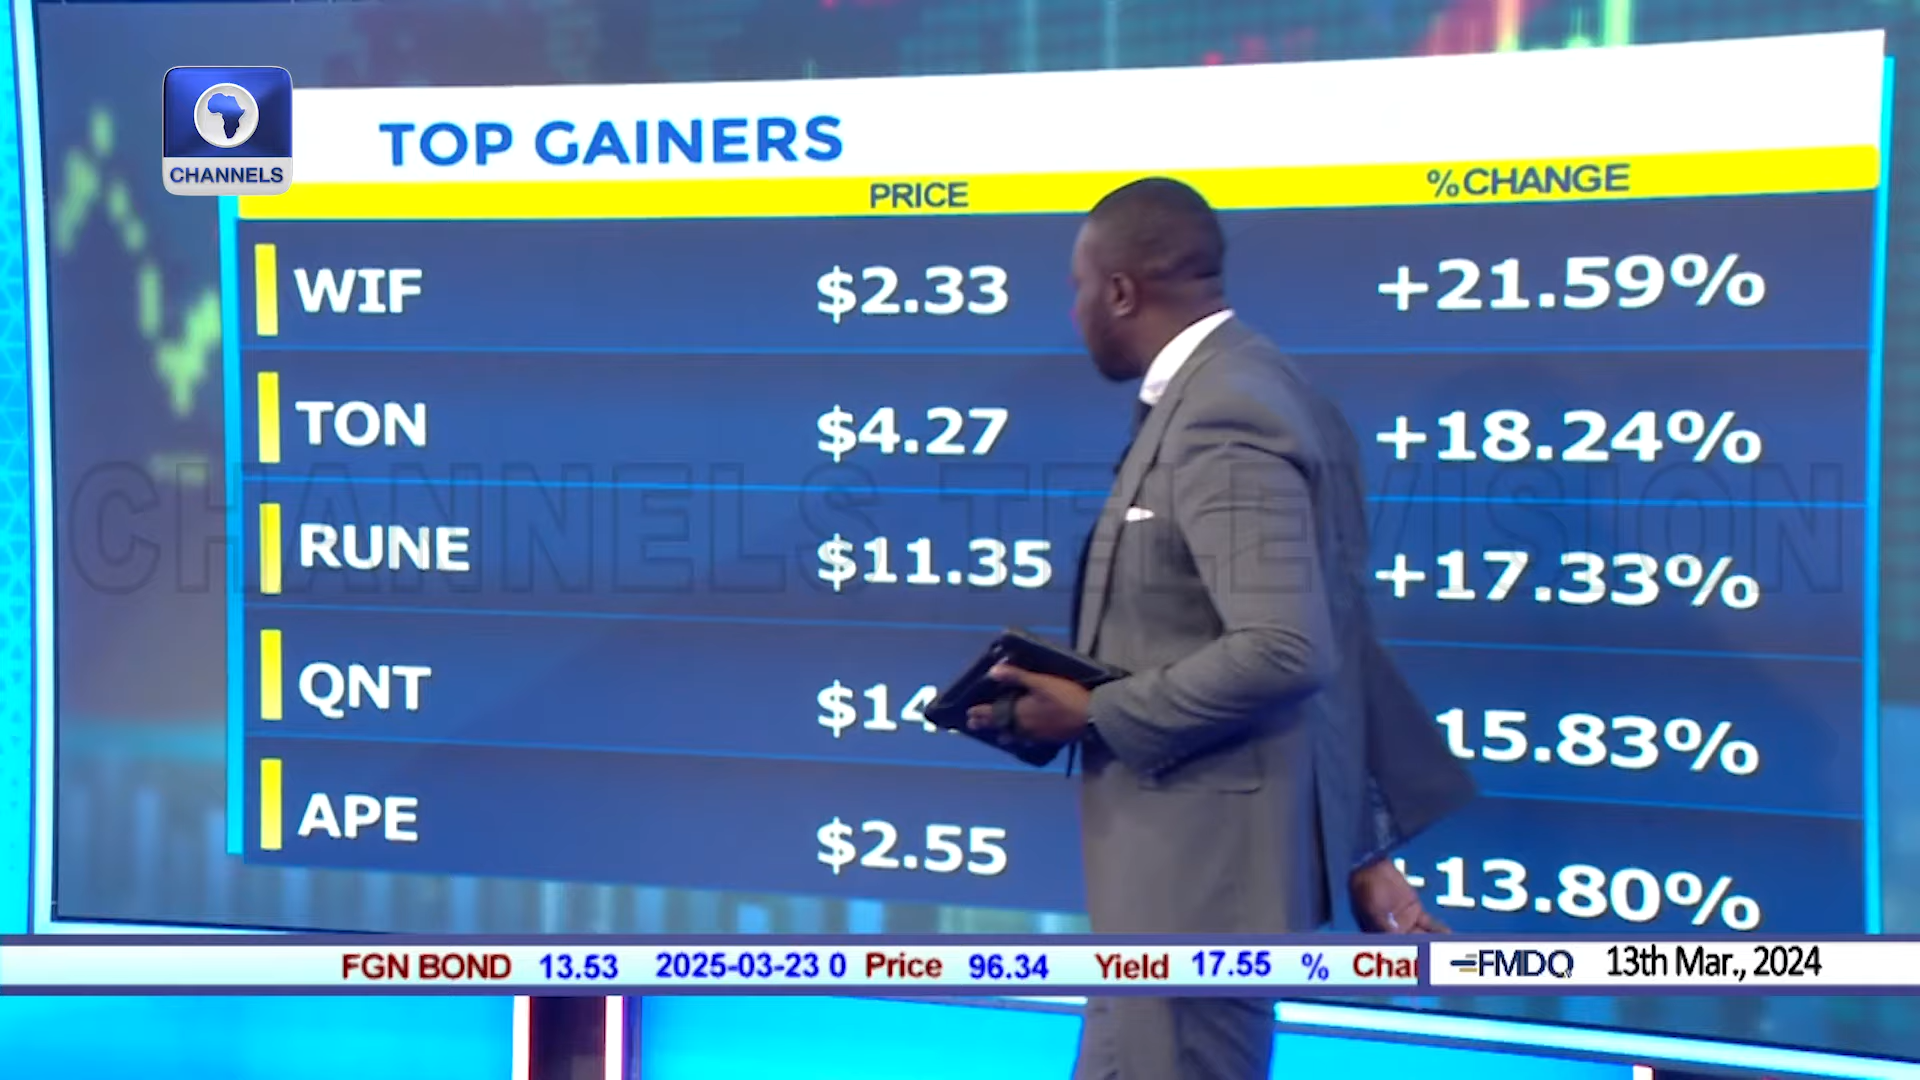 CHANNELS
TOP GAINERS
PRICE %CHANGE
WIF $2.33 +21.59%
TON $4.27 +18.24%
CHANNELS TELEVISION
RUNE $11.35 +17.33%
QNT 15.83%
APE $2.55 +13.80%
FGN BOND 13.53 2025-03-23 0 Price 96.34 Yield 17.55 %
FMDQ 13th Mar., 2024